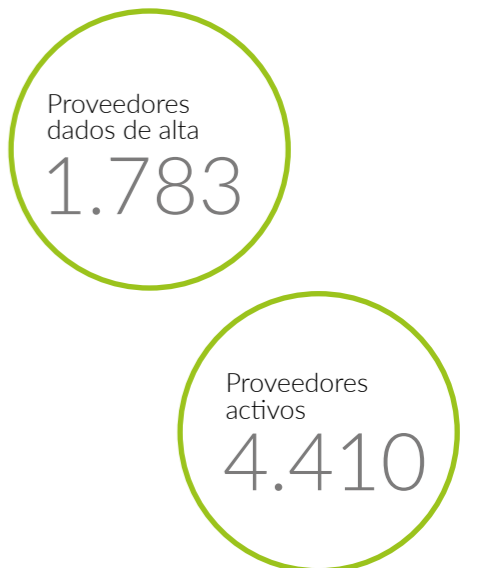 Proveedores
dados de alta
1.783
Proveedores
activos
4.410